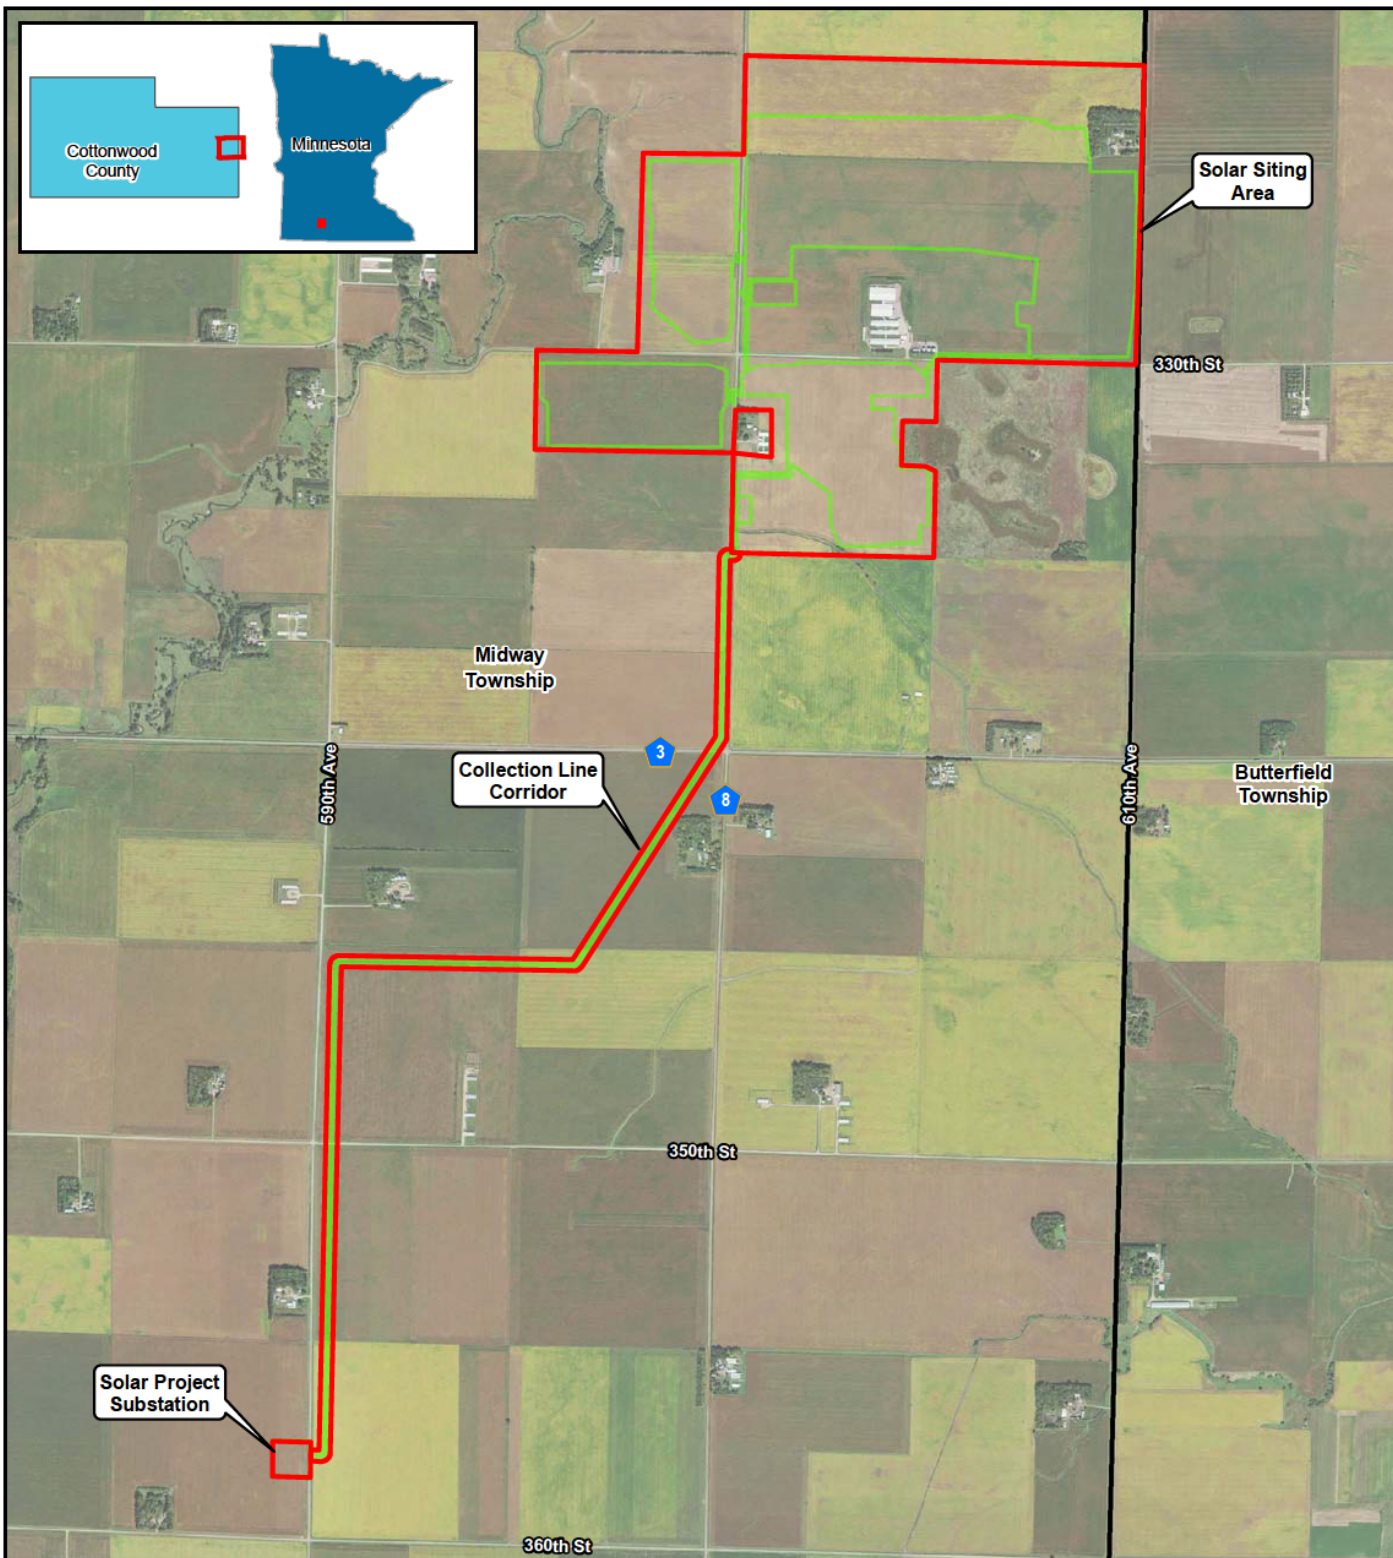 Cottonwood
County
Minnesota
Solar Siting
Area
330th St
Midway
Township
3
Collection Line
Corridor
8
590th Ave
610th Ave
Butterfield
Township
350th St
Solar Project
Substation
360th St